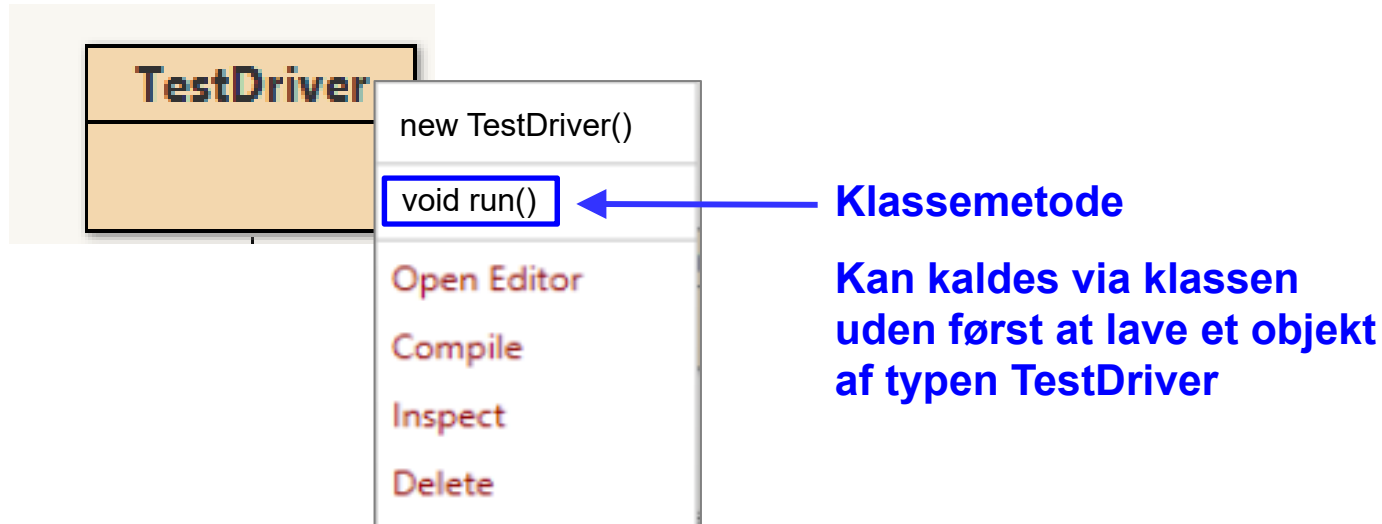 TestDriver
new TestDriver()
void run()
Open Editor
Compile
Inspect
Delete
Klassemetode
Kan kaldes via klassen
uden først at lave et objekt
af typen TestDriver